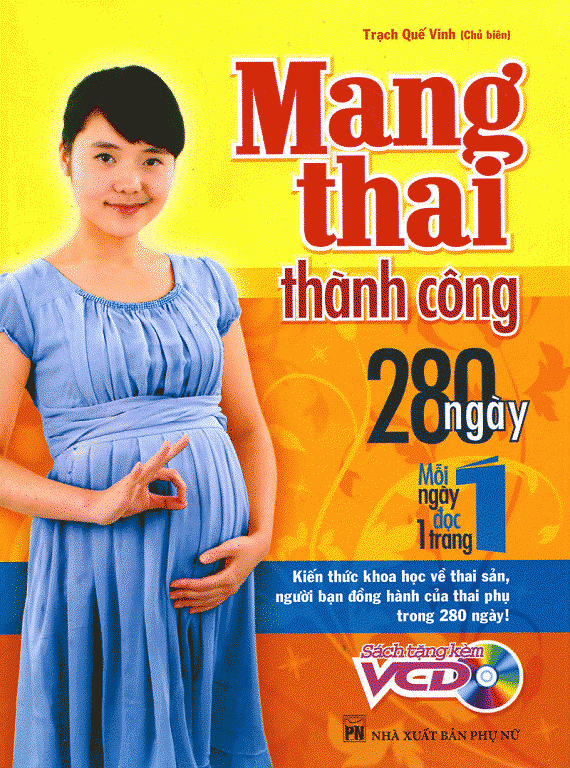 Trạch Quế Vinh (Chủ biên)
Mang
thai
thành công
280 ngày
Mỗi
ngày
đọc
1 trang
1
Kiến thức khoa học về thai sản,
người bạn đồng hành của thai phụ
trong 280 ngày!
Sách tặng kèm
VCD
PN NHÀ XUẤT BẢN PHỤ NỮ